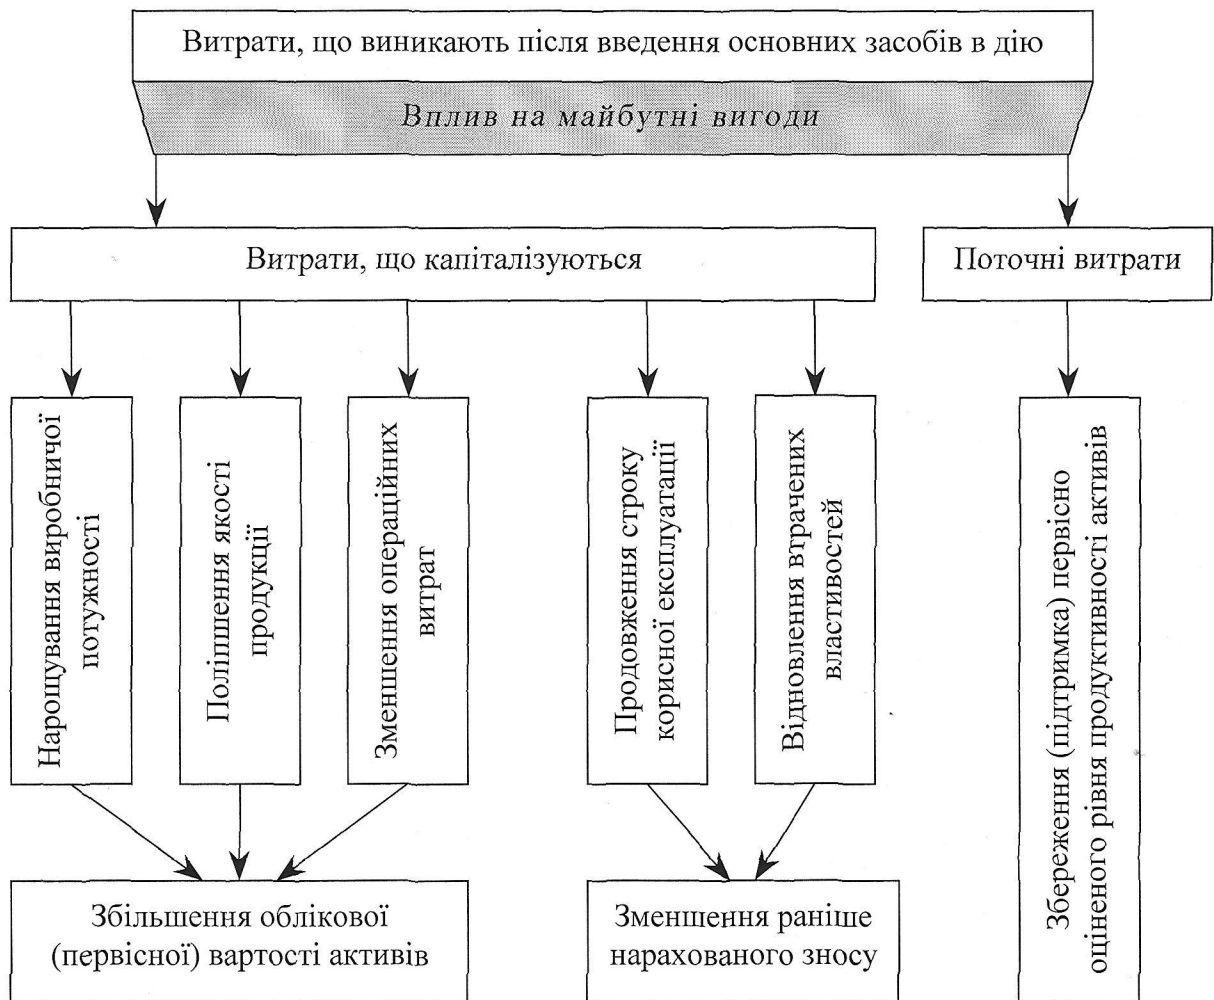 Витрати, що виникають після введення основних засобів в дію
Вплив на майбутні вигоди
Витрати, що капіталізуються
Поточні витрати
Нарощування виробничої
потужності
Поліпшення якості
продукції
Зменшення операційних
витрат
Продовження строку
корисної експлуатації
Відновлення втрачених
властивостей
Збереження (підтримка) первісно
оціненого рівня продуктивності активів
Збільшення облікової
(первісної) вартості активів
Зменшення раніше
нарахованого зносу